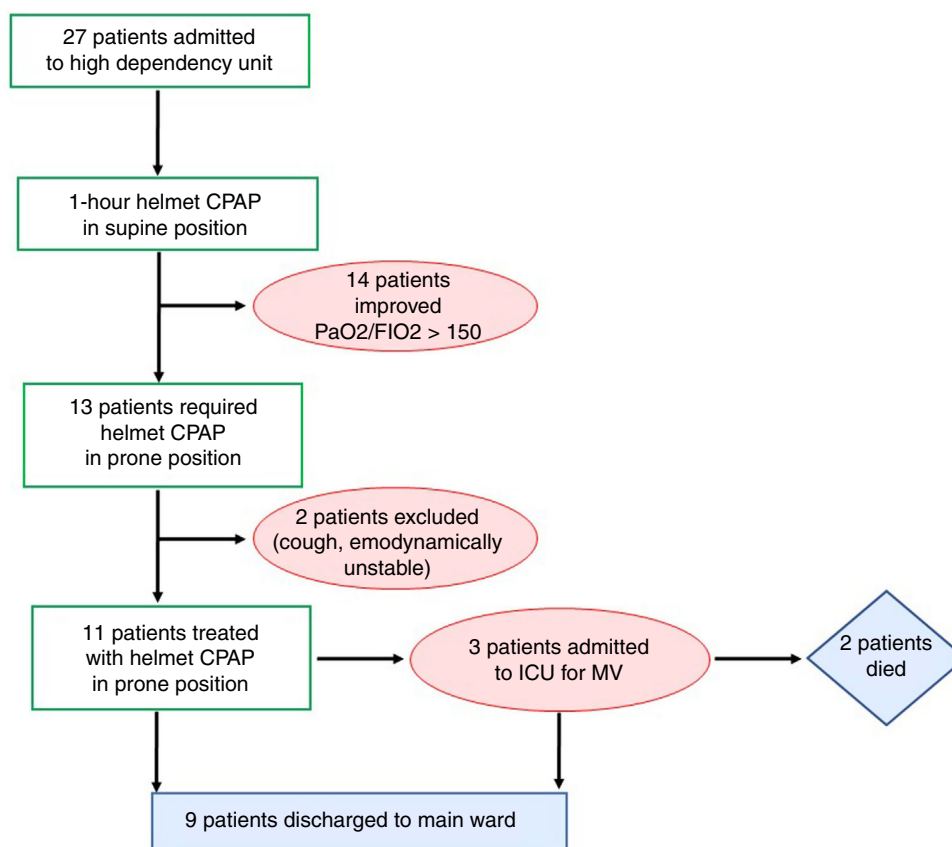 27 patients admitted
to high dependency unit
1-hour helmet CPAP
in supine position
14 patients
improved
PaO2/FIO2 > 150
13 patients required
helmet CPAP
in prone position
2 patients excluded
(cough, emodynamically
unstable)
11 patients treated
with helmet CPAP
in prone position
3 patients admitted
to ICU for MV
2 patients
died
9 patients discharged to main ward